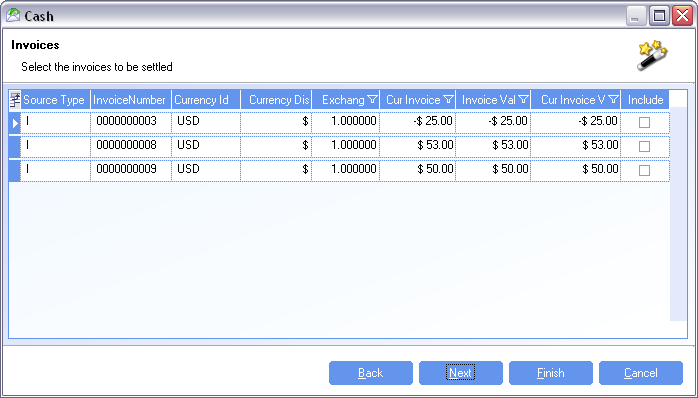 Cash
Invoices
Select the invoices to be settled
Source Type InvoiceNumber Currency Id Currency Dis Exchang Cur Invoice Invoice Val Cur Invoice V Include
I 0000000003 USD $ 1.000000 -$ 25.00 -$ 25.00 -$ 25.00
I 0000000008 USD $ 1.000000 $ 53.00 $ 53.00 $ 53.00
I 0000000009 USD $ 1.000000 $ 50.00 $ 50.00 $ 50.00
Back Next Finish Cancel